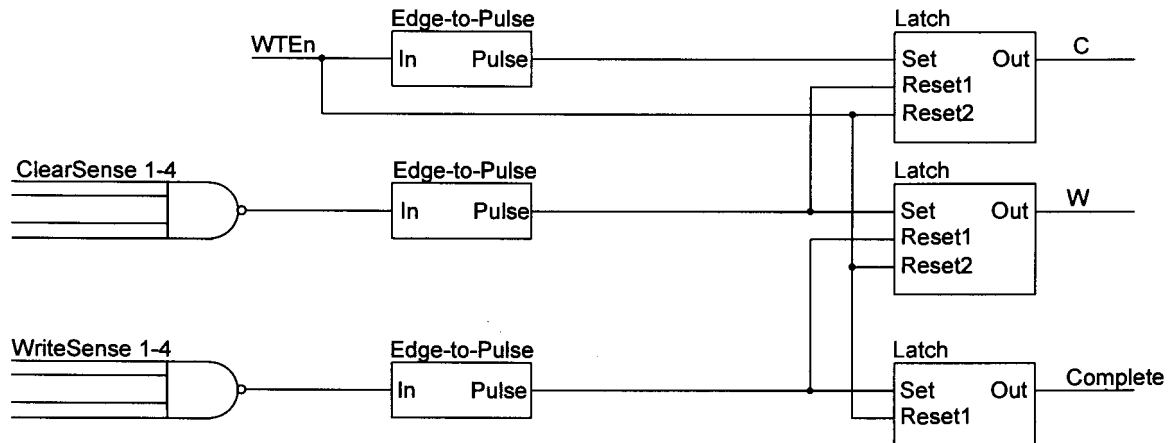 Edge-to-Pulse
Latch
WTEn
In
Pulse
Set
Out
C
Reset1
Reset2
ClearSense 1-4
Edge-to-Pulse
Latch
In
Pulse
Set
Out
W
Reset1
Reset2
WriteSense 1-4
Edge-to-Pulse
Latch
In
Pulse
Set
Out
Complete
Reset1